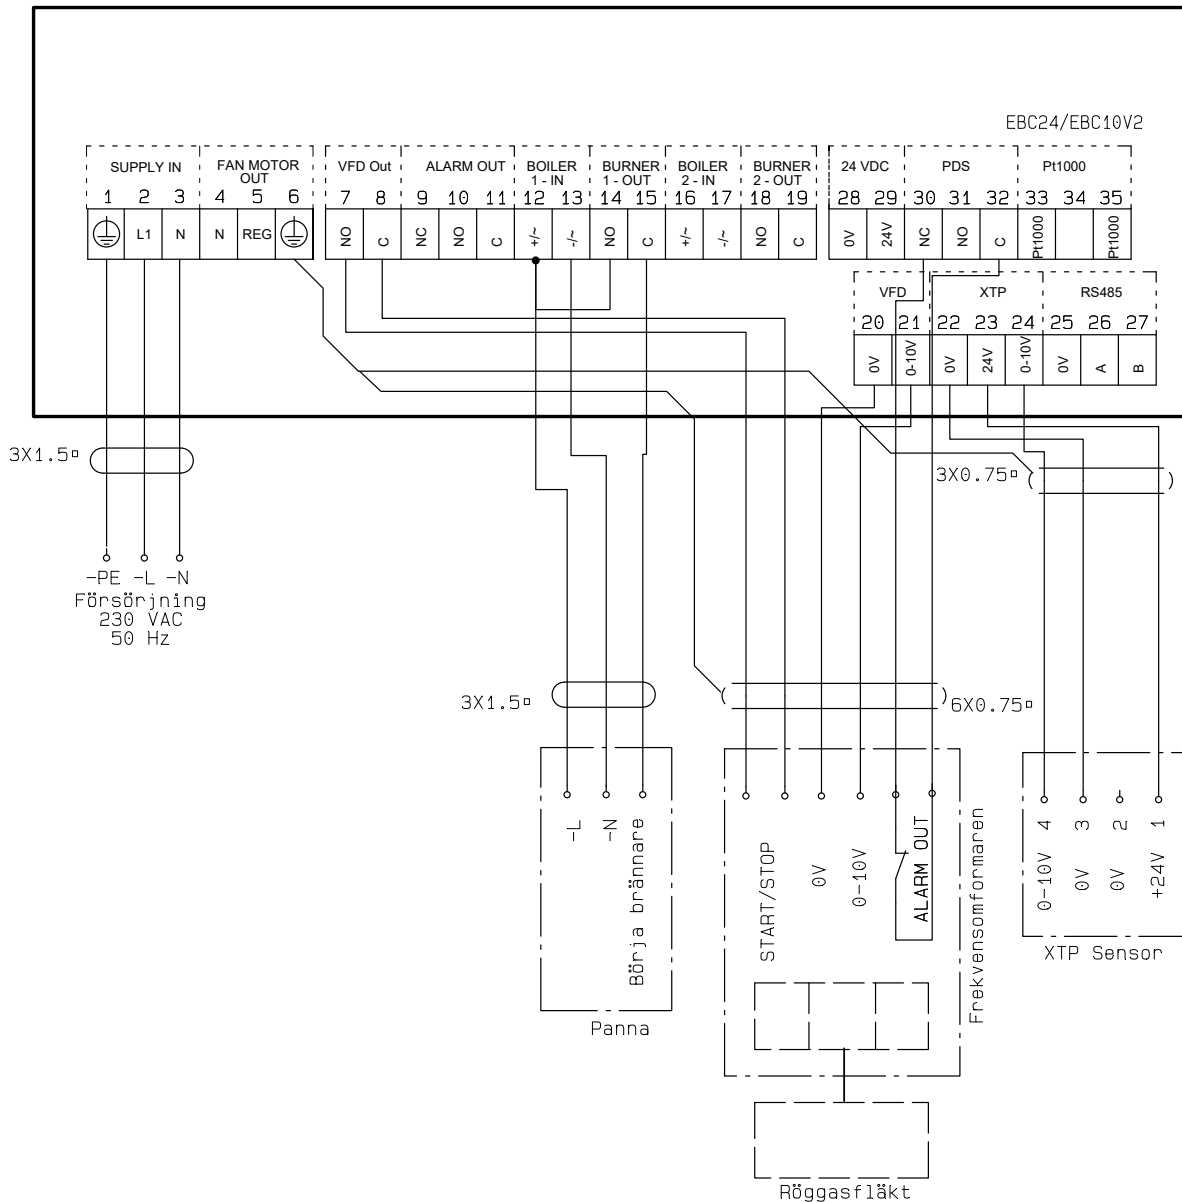 EBC24/EBC10V2
SUPPLY IN
FAN MOTOR
OUT
VFD Out
ALARM OUT
BOILER
1 - IN
BURNER
1 - OUT
BOILER
2 - IN
BURNER
2 - OUT
24 VDC
PDS
Pt1000
1 2 3 4 5 6 7 8 9 10 11 12 13 14 15 16 17 18 19 28 29 30 31 32 33 34 35
L1 N N REG NO C NC NO C +/~ -/~ NO C +/~ -/~ NO C 0V 24V NC NO C Pt1000 Pt1000
VFD XTP RS485
20 21 22 23 24 25 26 27
0V 0-10V 0V 24V 0-10V 0V A B
3X1.5▫
3X0.75▫
-PE -L -N
Försörjning
230 VAC
50 Hz
3X1.5▫
6X0.75▫
-L
-N
Börja brännare
Panna
START/STOP
0V
0-10V
ALARM OUT
Frekvensomformaren
0-10V 4
0V 3
0V 2
+24V 1
XTP Sensor
Röggasfläkt